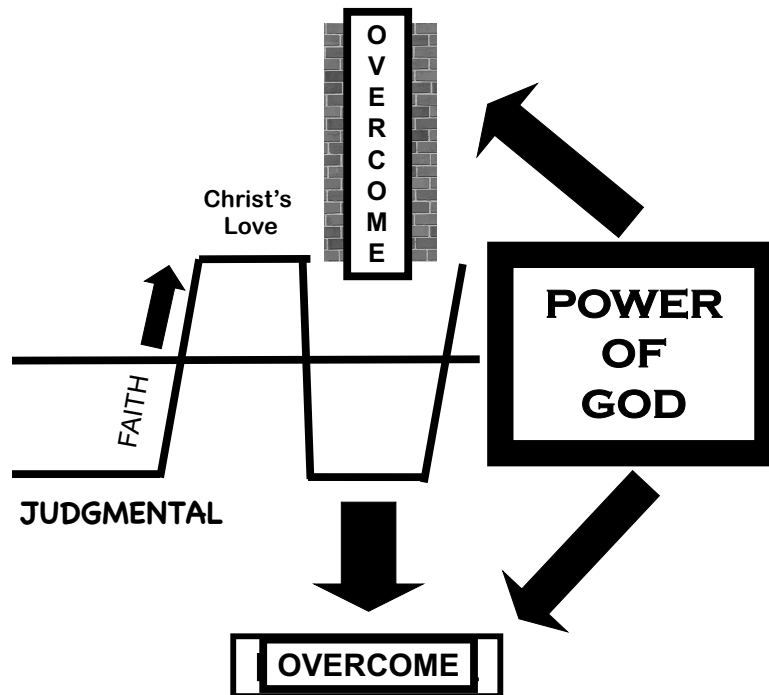 OVERCOME
Christ's
Love
POWER
OF
GOD
FAITH
JUDGMENTAL
OVERCOME